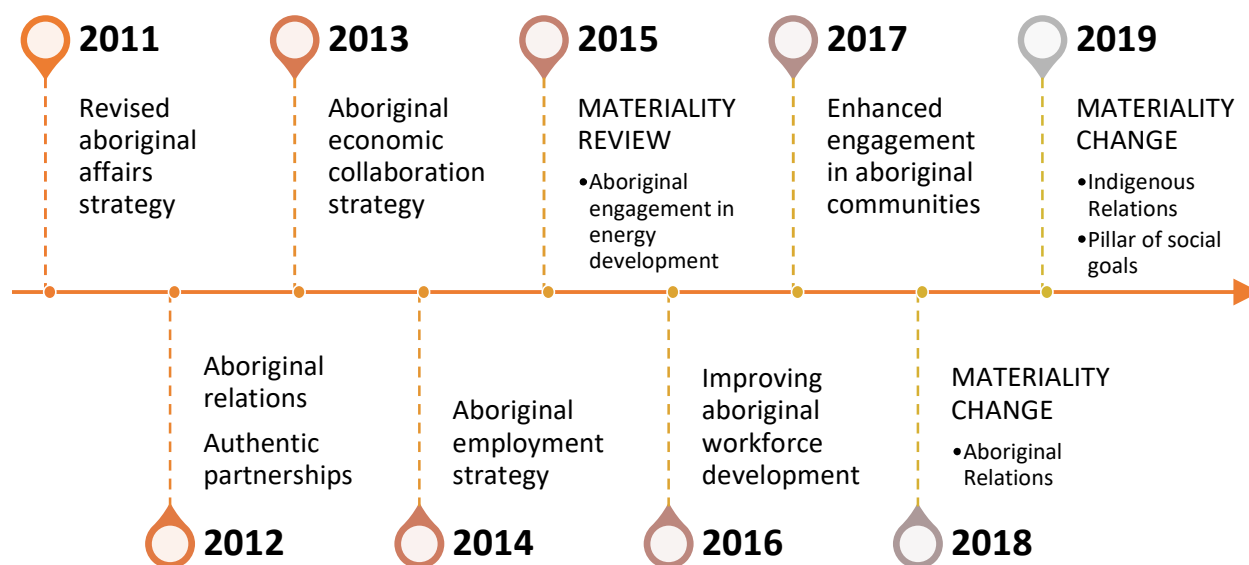 2011
Revised
aboriginal
affairs
strategy
2013
Aboriginal
economic
collaboration
strategy
2015
MATERIALITY
REVIEW
•Aboriginal
engagement in
energy
development
2017
Enhanced
engagement
in aboriginal
communities
2019
MATERIALITY
CHANGE
•Indigenous
Relations
•Pillar of social
goals
Aboriginal
relations
Authentic
partnerships
2012
Aboriginal
employment
strategy
2014
Improving
aboriginal
workforce
development
2016
MATERIALITY
CHANGE
•Aboriginal
Relations
2018